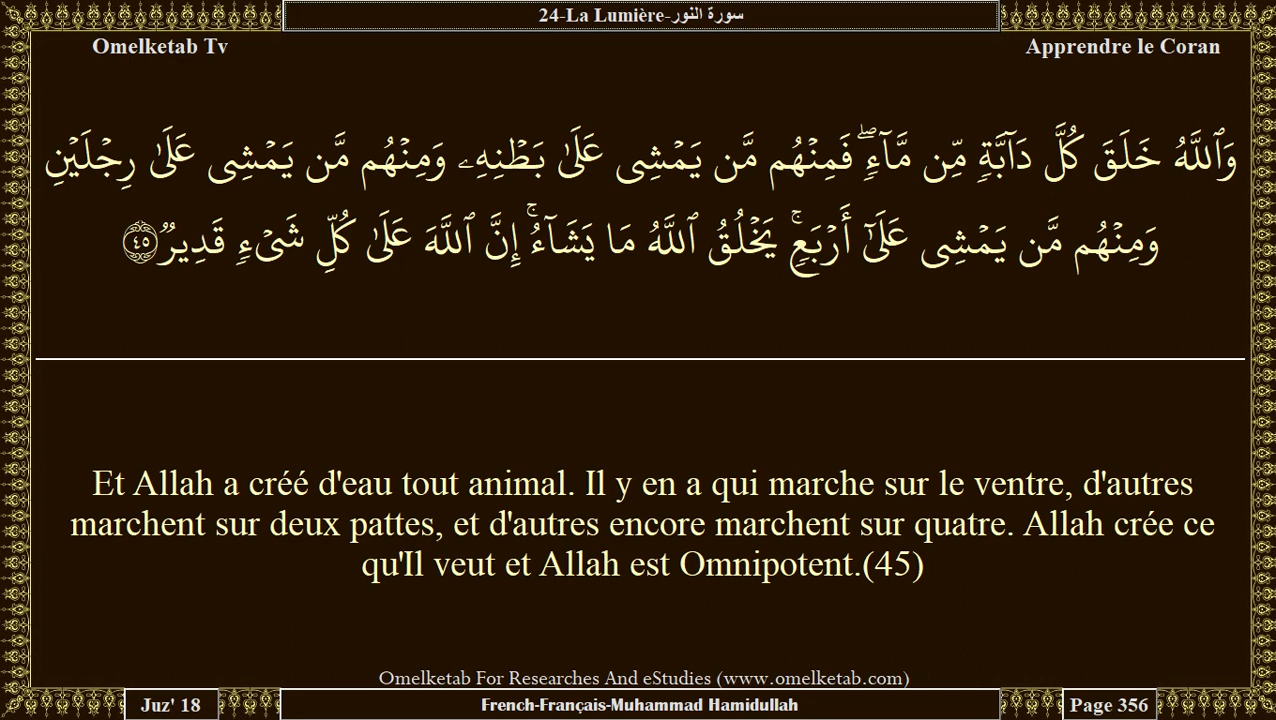 24-La Lumière-سورة النور
Omelketab Tv
Apprendre le Coran
وَٱللَّهُ خَلَقَ كُلَّ دَآبَّةٍۢ مِّن مَّآءٍۢ ۖ فَمِنْهُم مَّن يَمْشِى عَلَىٰ بَطْنِهِۦ وَمِنْهُم مَّن يَمْشِى عَلَىٰ رِجْلَيْنِ
وَمِنْهُم مَّن يَمْشِى عَلَىٰٓ أَرْبَعٍۢ ۚ يَخْلُقُ ٱللَّهُ مَا يَشَآءُ ۚ إِنَّ ٱللَّهَ عَلَىٰ كُلِّ شَىْءٍۢ قَدِيرٌۭ ﴿٤٥﴾
Et Allah a créé d'eau tout animal. Il y en a qui marche sur le ventre, d'autres
marchent sur deux pattes, et d'autres encore marchent sur quatre. Allah crée ce
qu'Il veut et Allah est Omnipotent.(45)
Omelketab For Researches And eStudies (www.omelketab.com)
Juz' 18
French-Français-Muhammad Hamidullah
Page 356